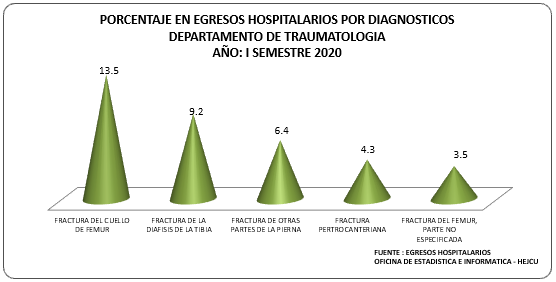 PORCENTAJE EN EGRESOS HOSPITALARIOS POR DIAGNOSTICOS
DEPARTAMENTO DE TRAUMATOLOGIA
AÑO: I SEMESTRE 2020
13.5
9.2
6.4
4.3
3.5
FRACTURA DEL CUELLO
DE FEMUR
FRACTURA DE LA
DIAFISIS DE LA TIBIA
FRACTURA DE OTRAS
PARTES DE LA PIERNA
FRACTURA
PERTROCANTERIANA
FRACTURA DEL FEMUR,
PARTE NO
ESPECIFICADA
FUENTE : EGRESOS HOSPITALARIOS
OFICINA DE ESTADISTICA E INFORMATICA - HEJCU